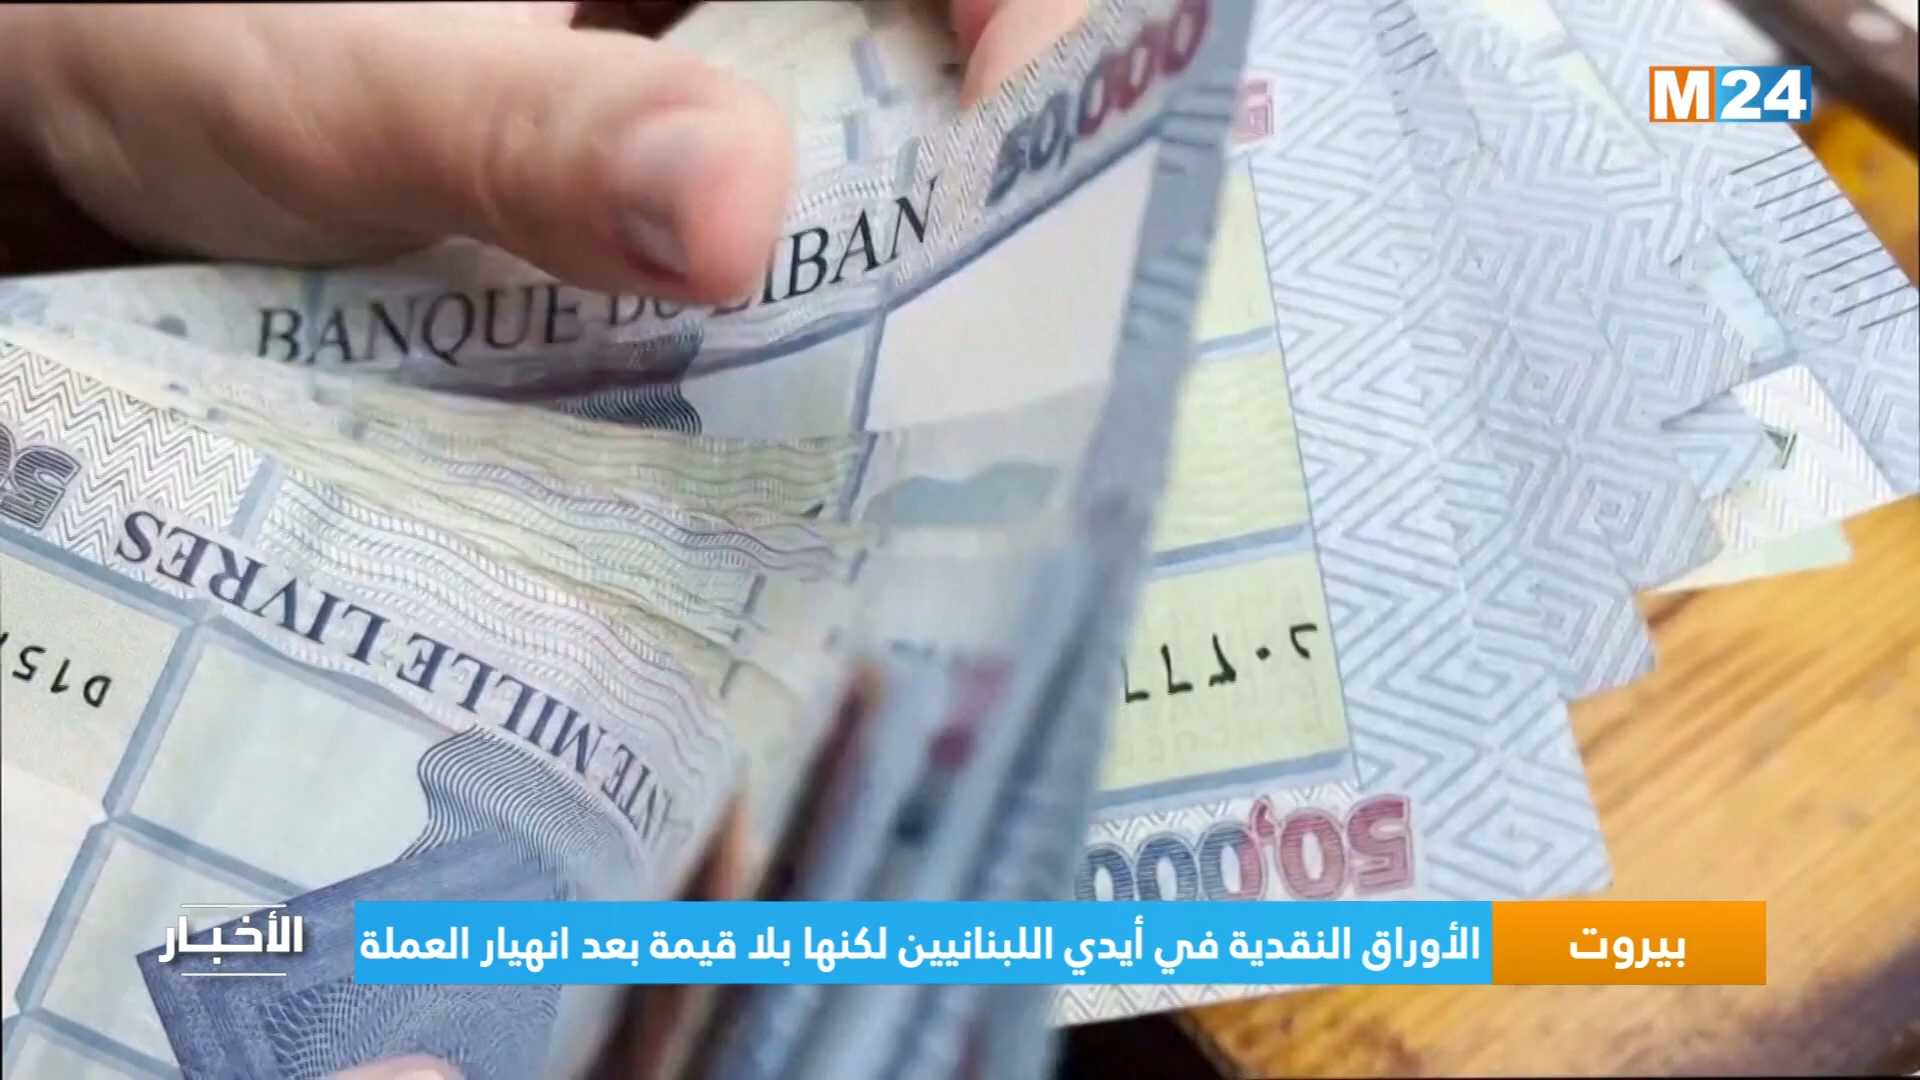 M24
50,000
BANQUE DU LIBAN
MILLE LIVRES
50,000
بيروت
الأوراق النقدية في أيدي اللبنانيين لكنها بلا قيمة بعد انهيار العملة
الأخبار